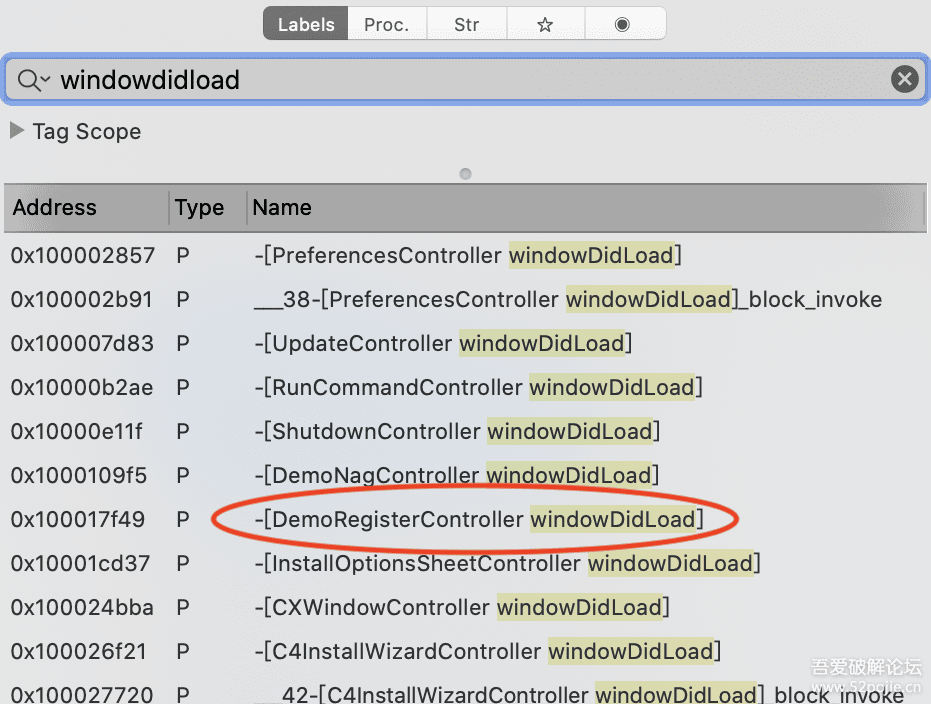 Labels Proc. Str
windowdidload
Tag Scope
Address Type Name
0x100002857 P -[PreferencesController windowDidLoad]
0x100002b91 P ___38-[PreferencesController windowDidLoad]_block_invoke
0x100007d83 P -[UpdateController windowDidLoad]
0x10000b2ae P -[RunCommandController windowDidLoad]
0x10000e11f P -[ShutdownController windowDidLoad]
0x1000109f5 P -[DemoNagController windowDidLoad]
0x100017f49 P -[DemoRegisterController windowDidLoad]
0x10001cd37 P -[InstallOptionsSheetController windowDidLoad]
0x100024bba P -[CXWindowController windowDidLoad]
0x100026f21 P -[C4InstallWizardController windowDidLoad]
0x100027720 P ___42-[C4InstallWizardController windowDidLoad]_block_invoke
吾爱破解论坛
www.52pojie.cn